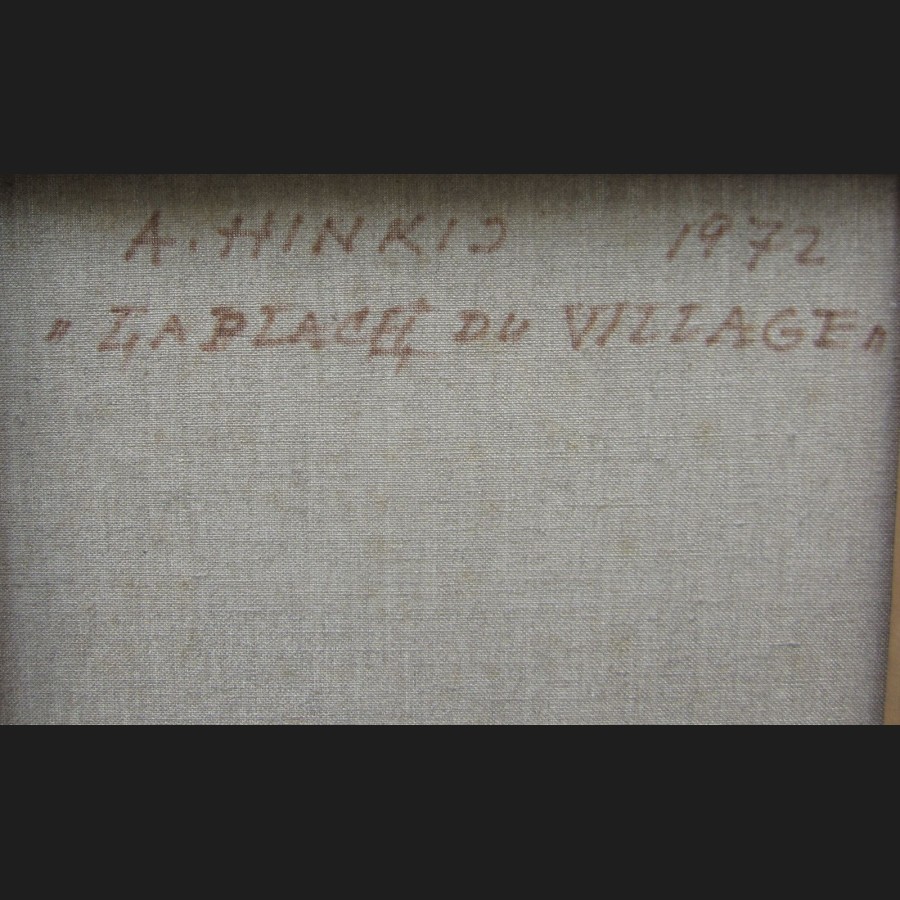 A. HINKIS 1972
" LA PLACE DU VILLAGE "